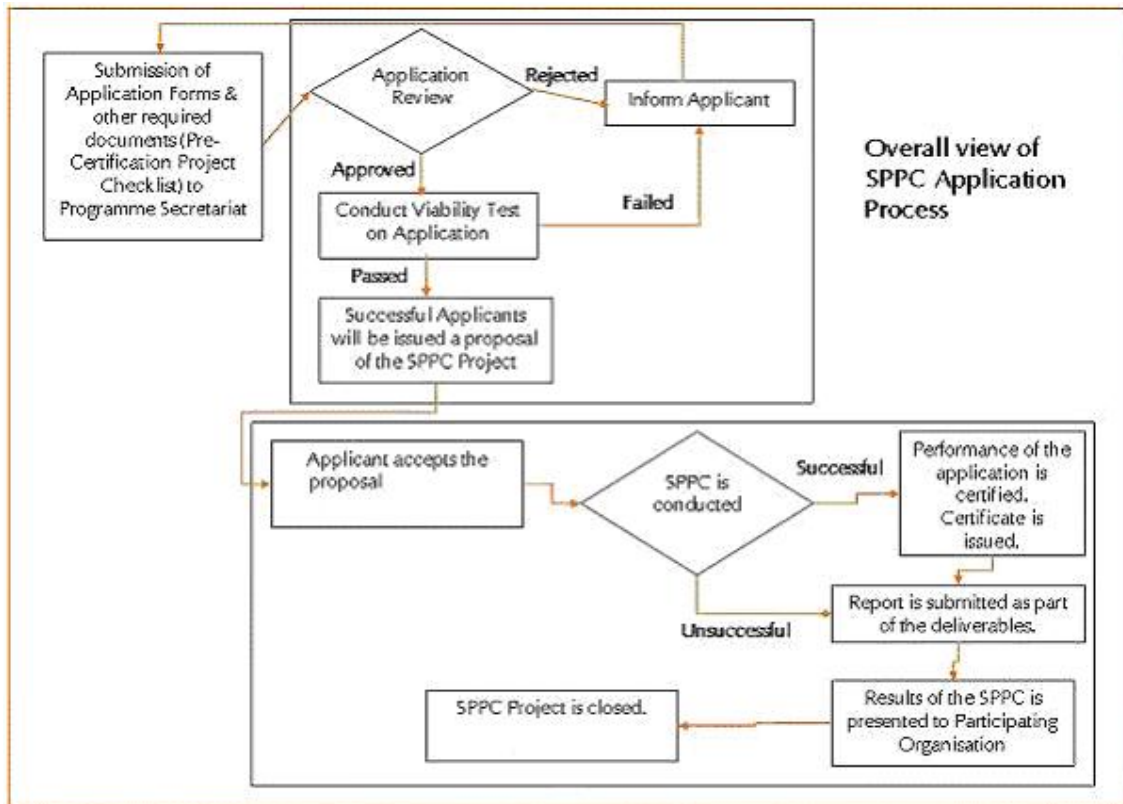 Submission of
Application Forms &
other required
documents (Pre-
Certification Project
Checklist) to
Programme Secretariat
Application
Review
Rejected
Inform Applicant
Overall view of
SPPC Application
Process
Approved
Conduct Viability Test
on Application
Failed
Passed
Successful Applicants
will be issued a proposal
of the SPPC Project
Applicant accepts the
proposal
SPPC is
conducted
Successful
Performance of the
application is
certified.
Certificate is
issued.
Unsuccessful
Report is submitted as part
of the deliverables.
Results of the SPPC is
presented to Participating
Organisation
SPPC Project is closed.